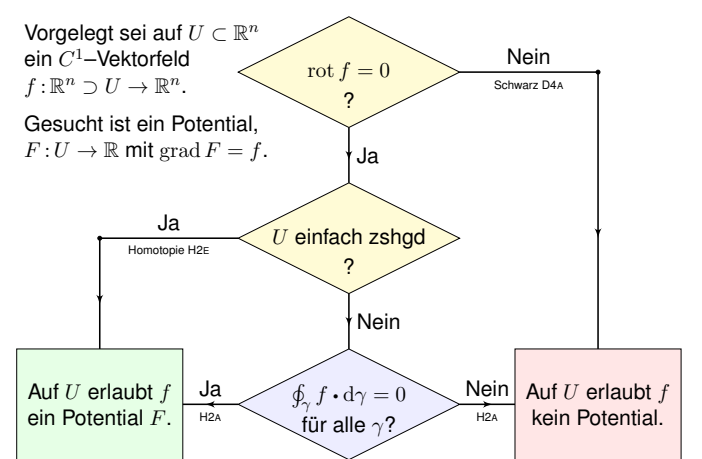 Vorgelegt sei auf U ⊂ ℝⁿ
ein C¹–Vektorfeld
f : ℝⁿ ⊃ U → ℝⁿ.
Gesucht ist ein Potential,
F : U → ℝ mit grad F = f.
rot f = 0
?
Nein
Schwarz D4A
Ja
U einfach zshgd
?
Ja
Homotopie H2E
Nein
Auf U erlaubt f
ein Potential F.
Ja
H2A
∮γ f • dγ = 0
für alle γ?
Nein
H2A
Auf U erlaubt f
kein Potential.